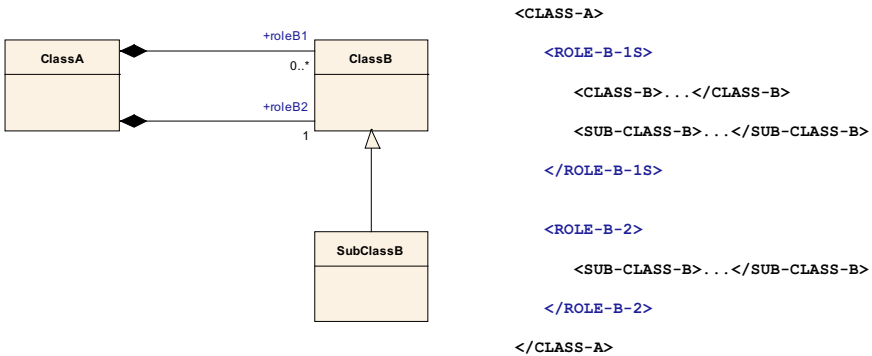 +roleB1
ClassA
ClassB
0..*
+roleB2
1
SubClassB
<CLASS-A>
<ROLE-B-1S>
<CLASS-B>...</CLASS-B>
<SUB-CLASS-B>...</SUB-CLASS-B>
</ROLE-B-1S>
<ROLE-B-2>
<SUB-CLASS-B>...</SUB-CLASS-B>
</ROLE-B-2>
</CLASS-A>